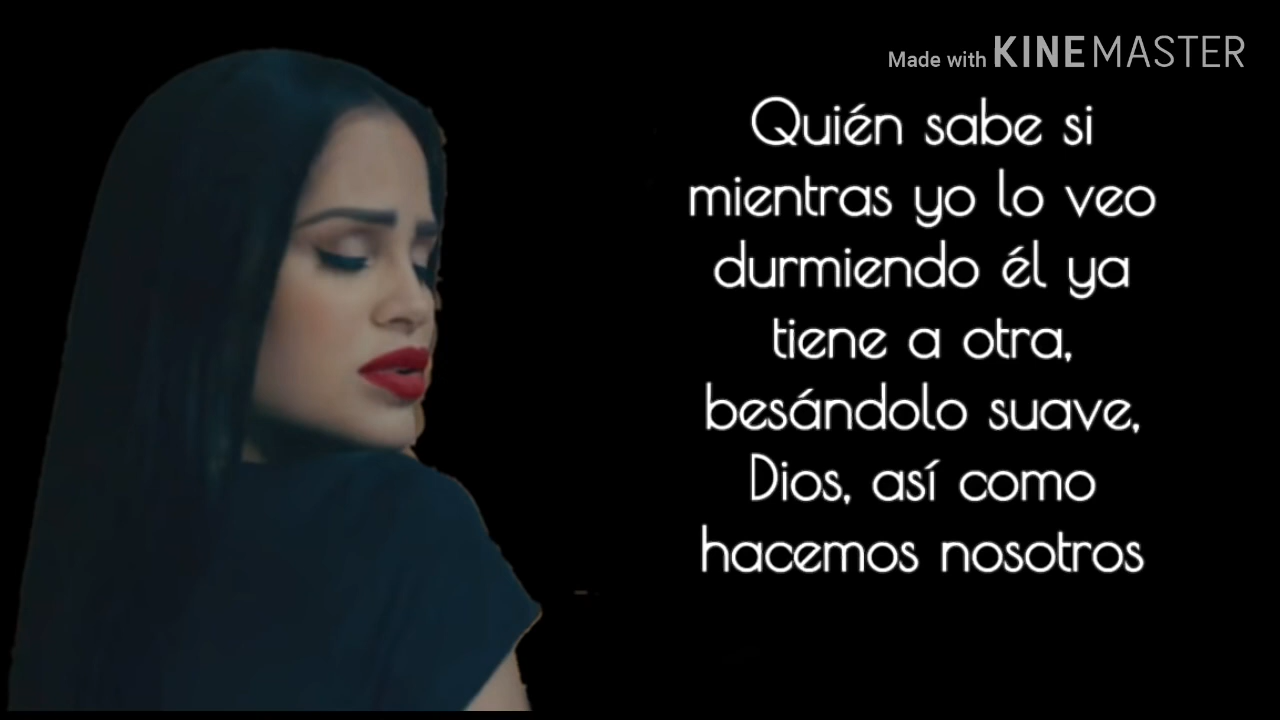 Made with KINEMASTER
Quién sabe si
mientras yo lo veo
durmiendo él ya
tiene a otra,
besándolo suave,
Dios, así como
hacemos nosotros